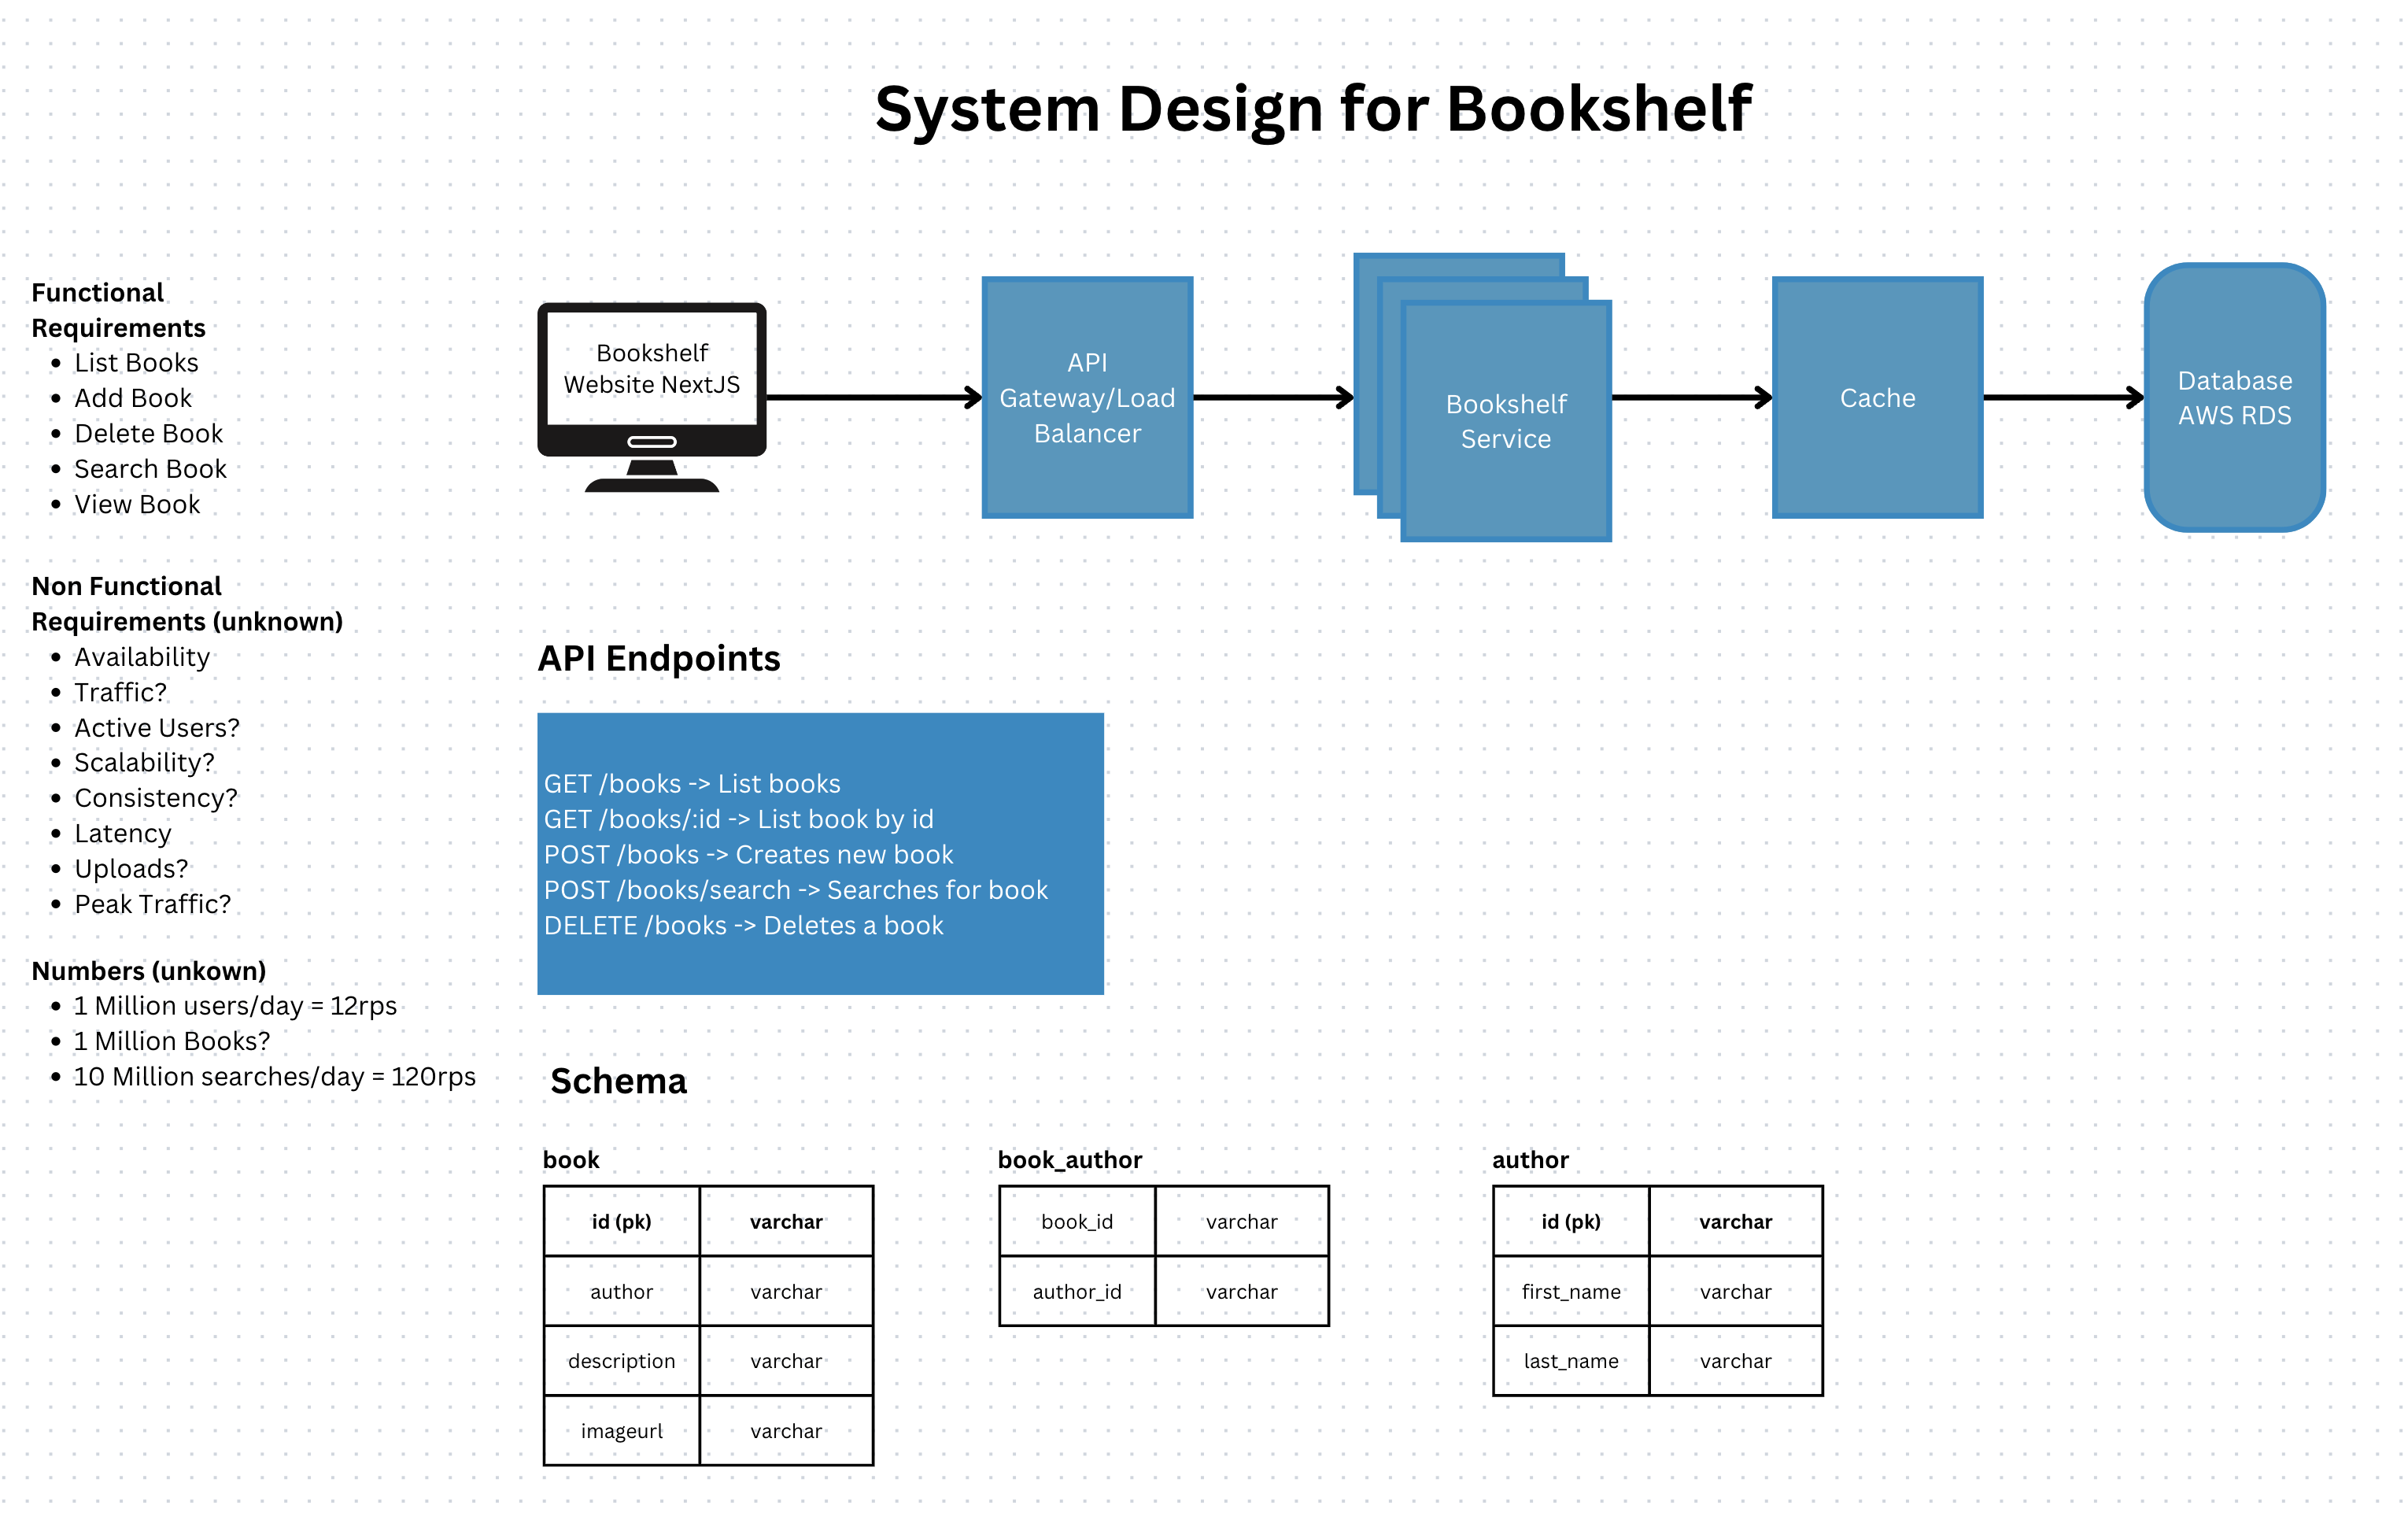 System Design for Bookshelf
Functional
Requirements
List Books
Add Book
Delete Book
Search Book
View Book
Non Functional
Requirements (unknown)
Availability
Traffic?
Active Users?
Scalability?
Consistency?
Latency
Uploads?
Peak Traffic?
Numbers (unkown)
1 Million users/day = 12rps
1 Million Books?
10 Million searches/day = 120rps
Bookshelf
Website NextJS
API
Gateway/Load
Balancer
Bookshelf
Service
Cache
Database
AWS RDS
API Endpoints
GET /books -> List books
GET /books/:id -> List book by id
POST /books -> Creates new book
POST /books/search -> Searches for book
DELETE /books -> Deletes a book
Schema
book
id (pk) varchar
author varchar
description varchar
imageurl varchar
book_author
book_id varchar
author_id varchar
author
id (pk) varchar
first_name varchar
last_name varchar